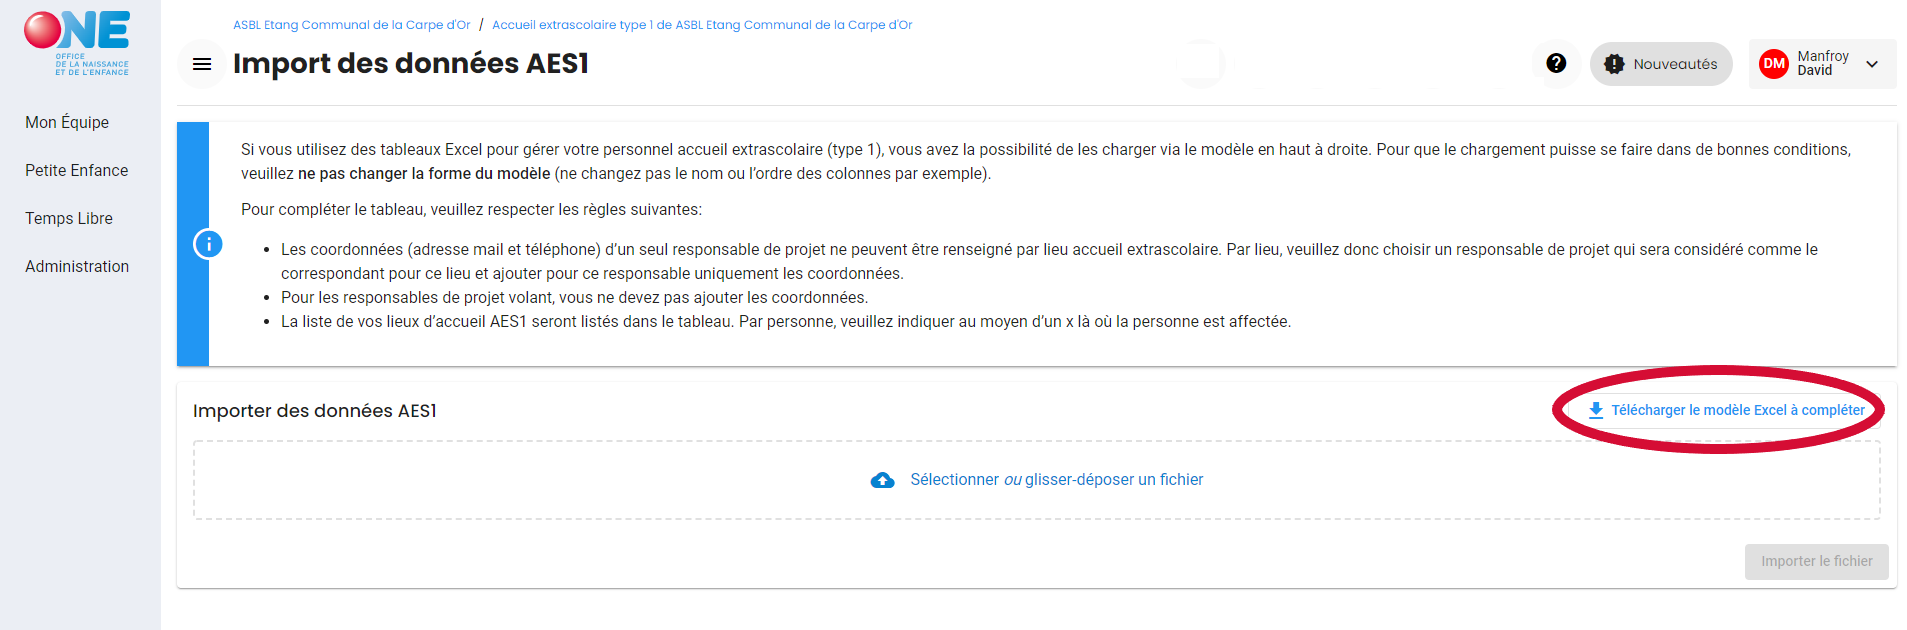 ONE
OFFICE
DE LA NAISSANCE
ET DE L'ENFANCE
Mon Équipe
Petite Enfance
Temps Libre
Administration
ASBL Etang Communal de la Carpe d'Or / Accueil extrascolaire type 1 de ASBL Etang Communal de la Carpe d'Or
Import des données AES1
?
! Nouveautés
DM
Manfroy
David
i
Si vous utilisez des tableaux Excel pour gérer votre personnel accueil extrascolaire (type 1), vous avez la possibilité de les charger via le modèle en haut à droite. Pour que le chargement puisse se faire dans de bonnes conditions,
veuillez ne pas changer la forme du modèle (ne changez pas le nom ou l'ordre des colonnes par exemple).
Pour compléter le tableau, veuillez respecter les règles suivantes:
• Les coordonnées (adresse mail et téléphone) d'un seul responsable de projet ne peuvent être renseigné par lieu accueil extrascolaire. Par lieu, veuillez donc choisir un responsable de projet qui sera considéré comme le
correspondant pour ce lieu et ajouter pour ce responsable uniquement les coordonnées.
• Pour les responsables de projet volant, vous ne devez pas ajouter les coordonnées.
• La liste de vos lieux d'accueil AES1 seront listés dans le tableau. Par personne, veuillez indiquer au moyen d'un x là où la personne est affectée.
Importer des données AES1
Télécharger le modèle Excel à compléter
Sélectionner ou glisser-déposer un fichier
Importer le fichier